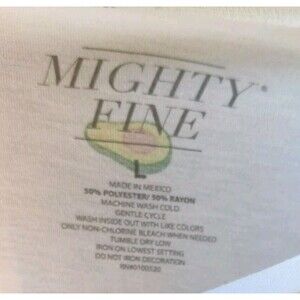 MIGHTY®
FINE
L
MADE IN MEXICO
50% POLYESTER/ 50% RAYON
MACHINE WASH COLD
GENTLE CYCLE
WASH INSIDE OUT WITH LIKE COLORS
ONLY NON-CHLORINE BLEACH WHEN NEEDED
TUMBLE DRY LOW
IRON ON LOWEST SETTING
DO NOT IRON DECORATION